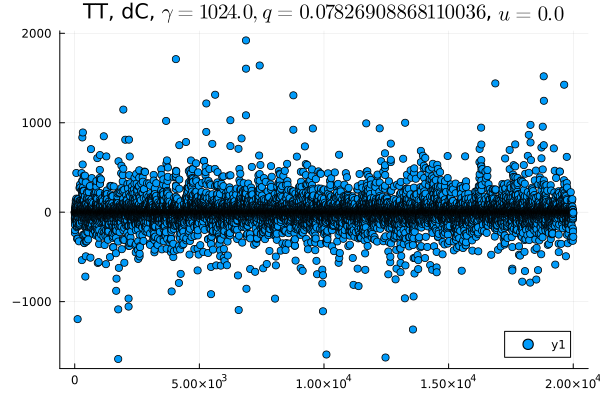 TT, dC, γ = 1024.0, q = 0.07826908868110036, u = 0.0
2000
1000
0
−1000
y1
0 5.00×10³ 1.00×10⁴ 1.50×10⁴ 2.00×10⁴